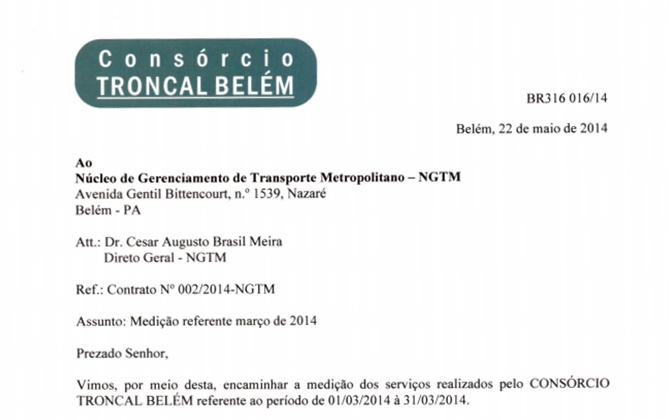 Consórcio
TRONCAL BELÉM
BR316 016/14
Belém, 22 de maio de 2014
Ao
Núcleo de Gerenciamento de Transporte Metropolitano – NGTM
Avenida Gentil Bittencourt, n.º 1539, Nazaré
Belém - PA
Att.: Dr. Cesar Augusto Brasil Meira
Direto Geral - NGTM
Ref.: Contrato Nº 002/2014-NGTM
Assunto: Medição referente março de 2014
Prezado Senhor,
Vimos, por meio desta, encaminhar a medição dos serviços realizados pelo CONSÓRCIO
TRONCAL BELÉM referente ao período de 01/03/2014 à 31/03/2014.